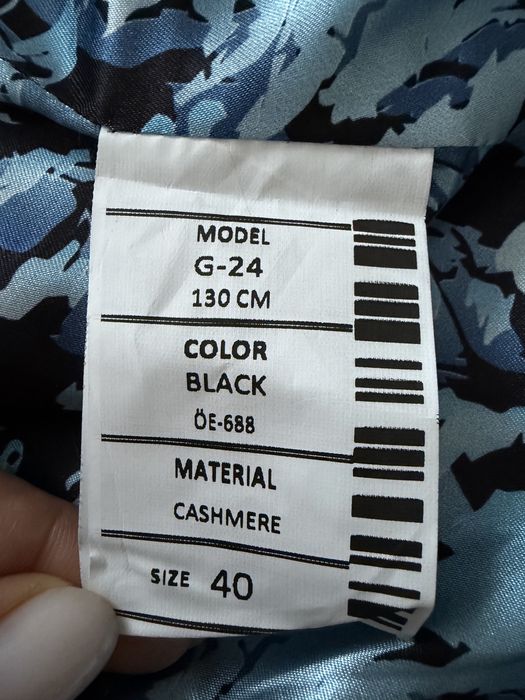 MODEL
G-24
130 CM
COLOR
BLACK
ÖE-688
MATERIAL
CASHMERE
SIZE 40